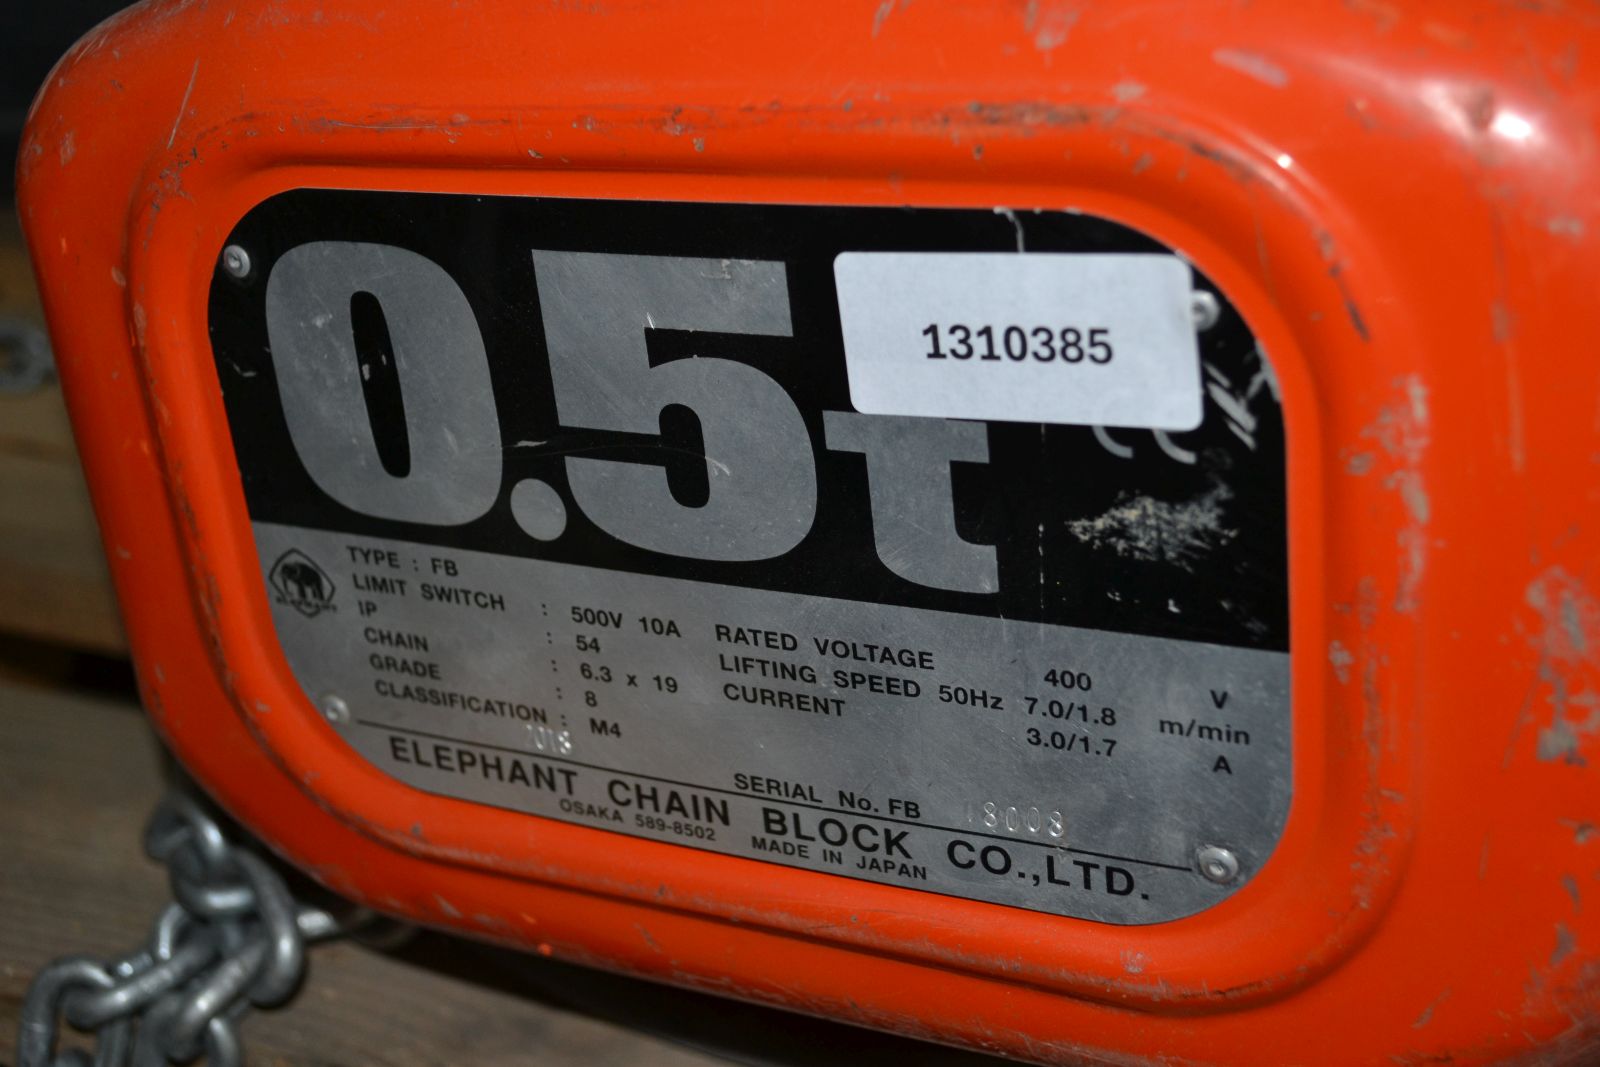 0.5t
1310385
CE
TYPE : FB
LIMIT SWITCH : 500V 10A
IP : 54
CHAIN : 6.3 x 19
GRADE : 8
CLASSIFICATION : M4
RATED VOLTAGE 400 V
LIFTING SPEED 50Hz 7.0/1.8 m/min
CURRENT 3.0/1.7 A
SERIAL No. FB 18008
ELEPHANT CHAIN BLOCK CO.,LTD.
OSAKA 589-8502 MADE IN JAPAN